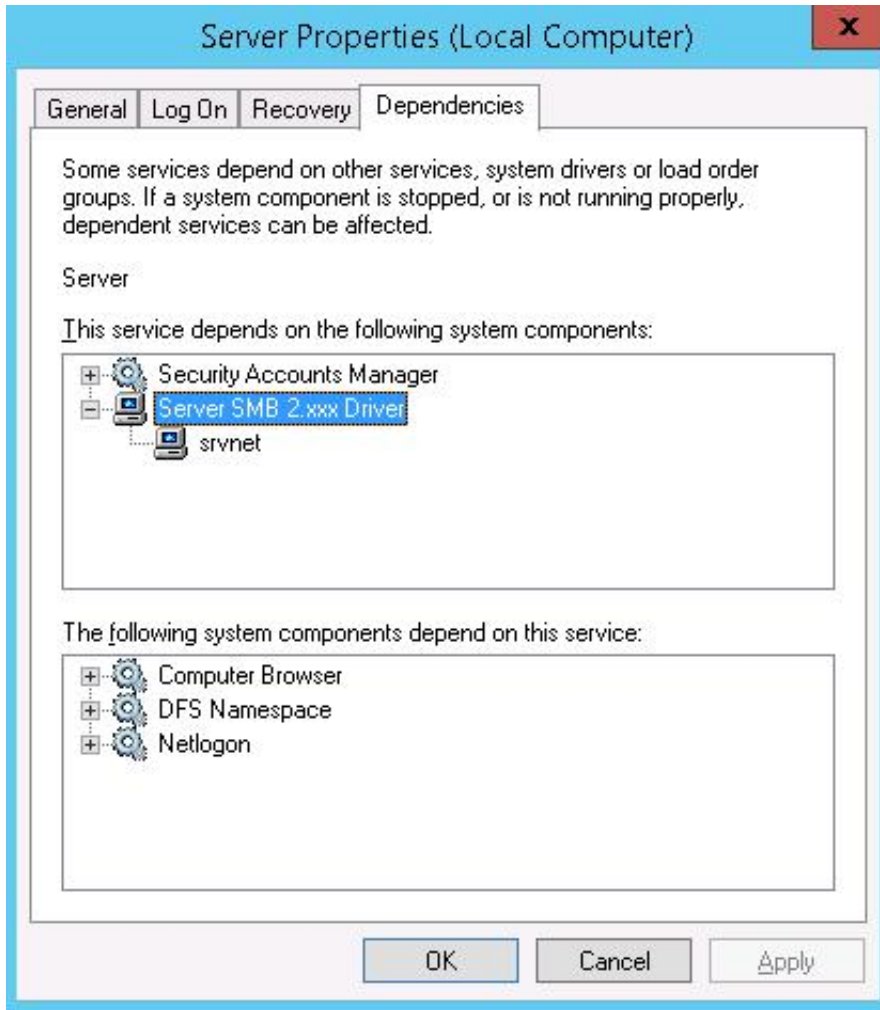 Server Properties (Local Computer)
x
General Log On Recovery Dependencies
Some services depend on other services, system drivers or load order
groups. If a system component is stopped, or is not running properly,
dependent services can be affected.
Server
This service depends on the following system components:
Security Accounts Manager
Server SMB 2.xxx Driver
srvnet
The following system components depend on this service:
Computer Browser
DFS Namespace
Netlogon
OK Cancel Apply